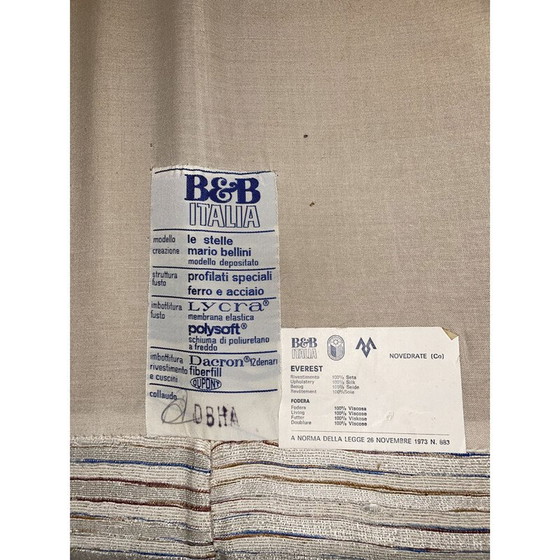 B&B
ITALIA
modello le stelle
creazione mario bellini
modello depositato
struttura profilati speciali
fusto ferro e acciaio
imbottitura Lycra®
fusto membrana elastica
polysoft®
schiuma di poliuretano
a freddo
imbottitura Dacron® 12denari
rivestimento fiberfill
e cuscini DUPONT
collaudo DBHA
B&B
ITALIA
NOVEDRATE (Co)
EVEREST
Rivestimento 100% Seta
Upholstery 100% Silk
Bezug 100% Seide
Revêtement 100% Soie
FODERA
Fodera 100% Viscosa
Lining 100% Viscose
Futter 100% Viskose
Doublure 100% Viscose
A NORMA DELLA LEGGE 26 NOVEMBRE 1973 N. 883